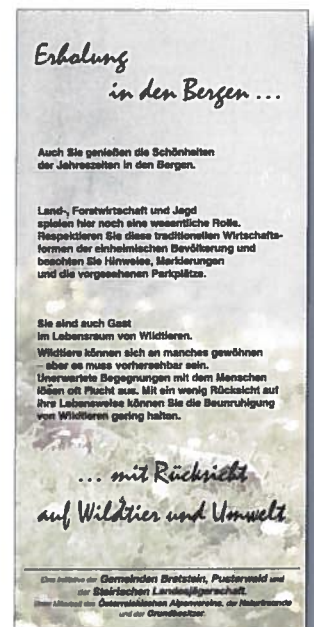 Erholung
in den Bergen ...
Auch Sie genießen die Schönheiten
der Jahreszeiten in den Bergen.
Land-, Forstwirtschaft und Jagd
spielen hier noch eine wesentliche Rolle.
Respektieren Sie diese traditionellen Wirtschafts-
formen der einheimischen Bevölkerung und
beachten Sie Hinweise, Markierungen
und die vorgesehenen Parkplätze.
Sie sind auch Gast
im Lebensraum von Wildtieren.
Wildtiere können sich an manches gewöhnen
– aber es muss vorhersehbar sein.
Unerwartete Begegnungen mit dem Menschen
lösen oft Flucht aus. Mit ein wenig Rücksicht auf
ihre Lebensweise können Sie die Beunruhigung
von Wildtieren gering halten.
... mit Rücksicht
auf Wildtier und Umwelt
Eine Initiative der Gemeinden Bretstein, Pusterwald und
der Steirischen Landesjägerschaft.
Unter Mitarbeit des Österreichischen Alpenvereins, der Naturfreunde
und der Grundbesitzer.